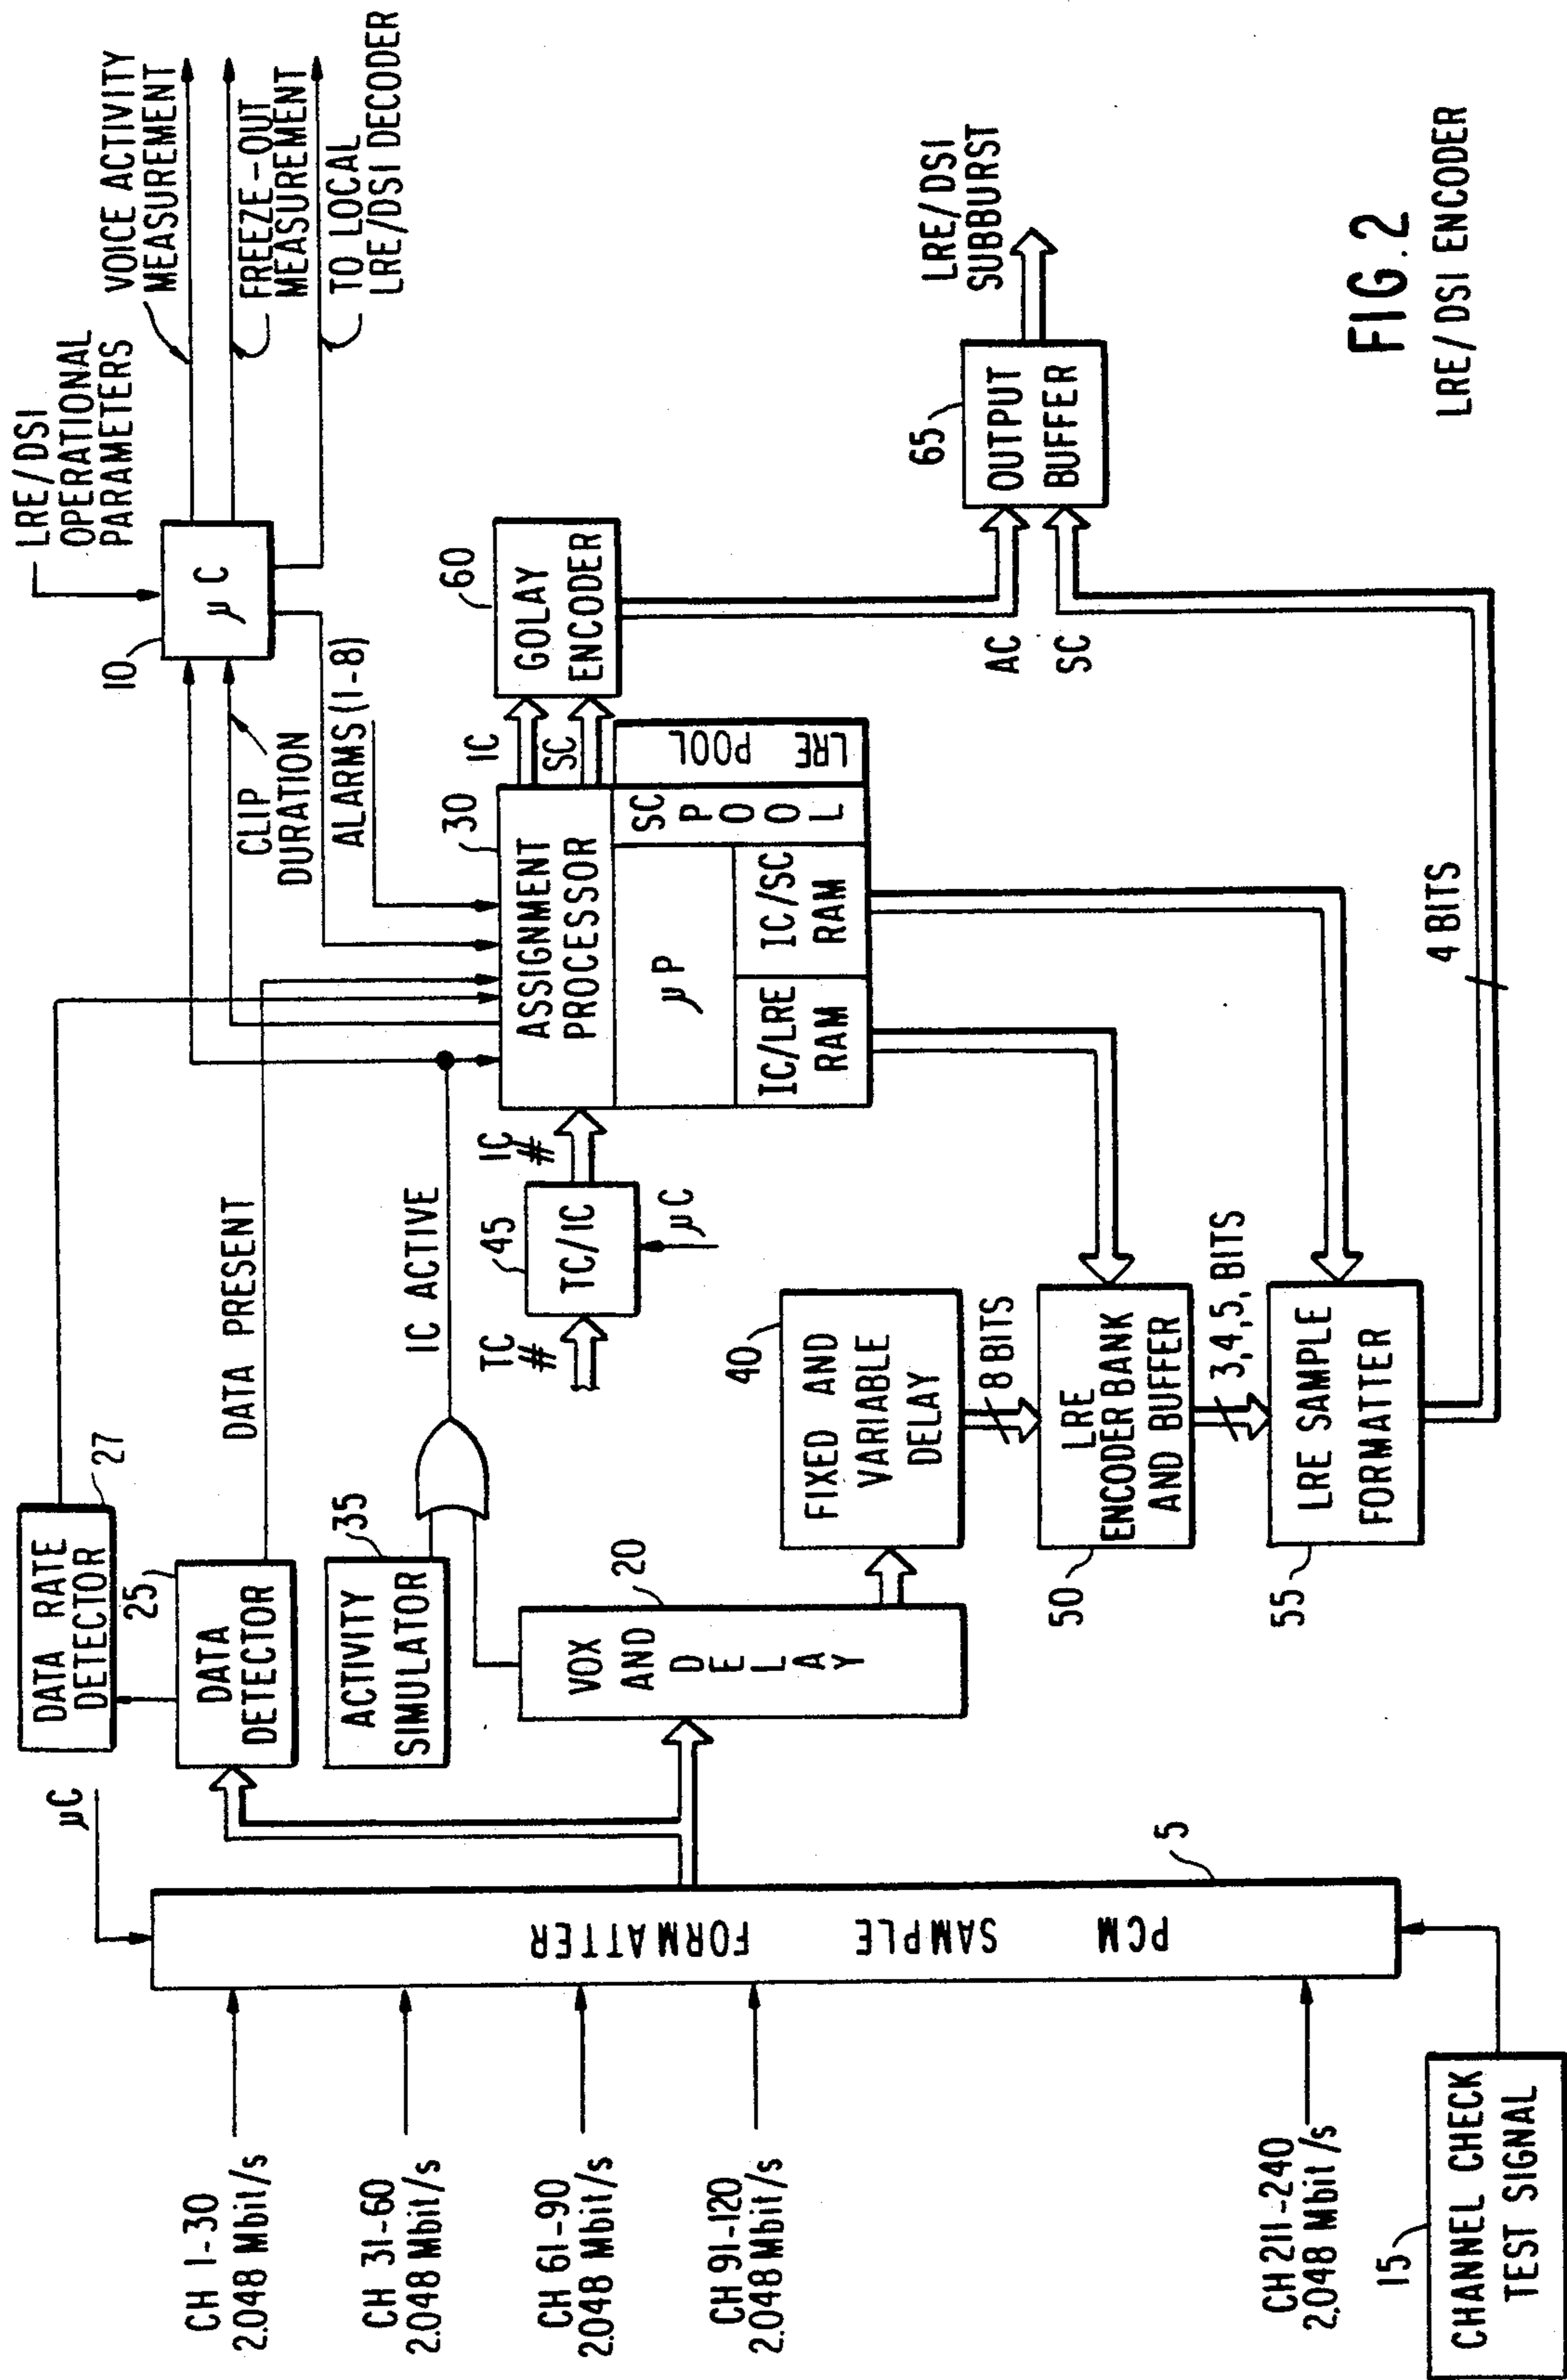 CH 1-30
2.048 Mbit/s
CH 31-60
2.048 Mbit/s
CH 61-90
2.048 Mbit/s
CH 91-120
2.048 Mbit/s
CH 211-240
2.048 Mbit/s
15
CHANNEL CHECK
TEST SIGNAL
μC
PCM SAMPLE FORMATTER
5
DATA RATE
DETECTOR
27
25
DATA
DETECTOR
DATA PRESENT
35
ACTIVITY
SIMULATOR
20
VOX
AND
D
E
L
A
Y
IC ACTIVE
TC
#
45
TC/IC
μC
IC
#
40
FIXED AND
VARIABLE
DELAY
8 BITS
50
LRE
ENCODER BANK
AND BUFFER
3,4,5, BITS
55
LRE SAMPLE
FORMATTER
4 BITS
LRE/DSI
OPERATIONAL
PARAMETERS
10
μC
VOICE ACTIVITY
MEASUREMENT
FREEZE-OUT
MEASUREMENT
TO LOCAL
LRE/DSI DECODER
CLIP
DURATION
ALARMS (1-8)
30
ASSIGNMENT
PROCESSOR
μP
IC/LRE
RAM
IC/SC
RAM
SC
P
O
O
L
LRE
POOL
IC
SC
60
GOLAY
ENCODER
AC
SC
65
OUTPUT
BUFFER
LRE/DSI
SUBBURST
FIG.2
LRE/DSI ENCODER